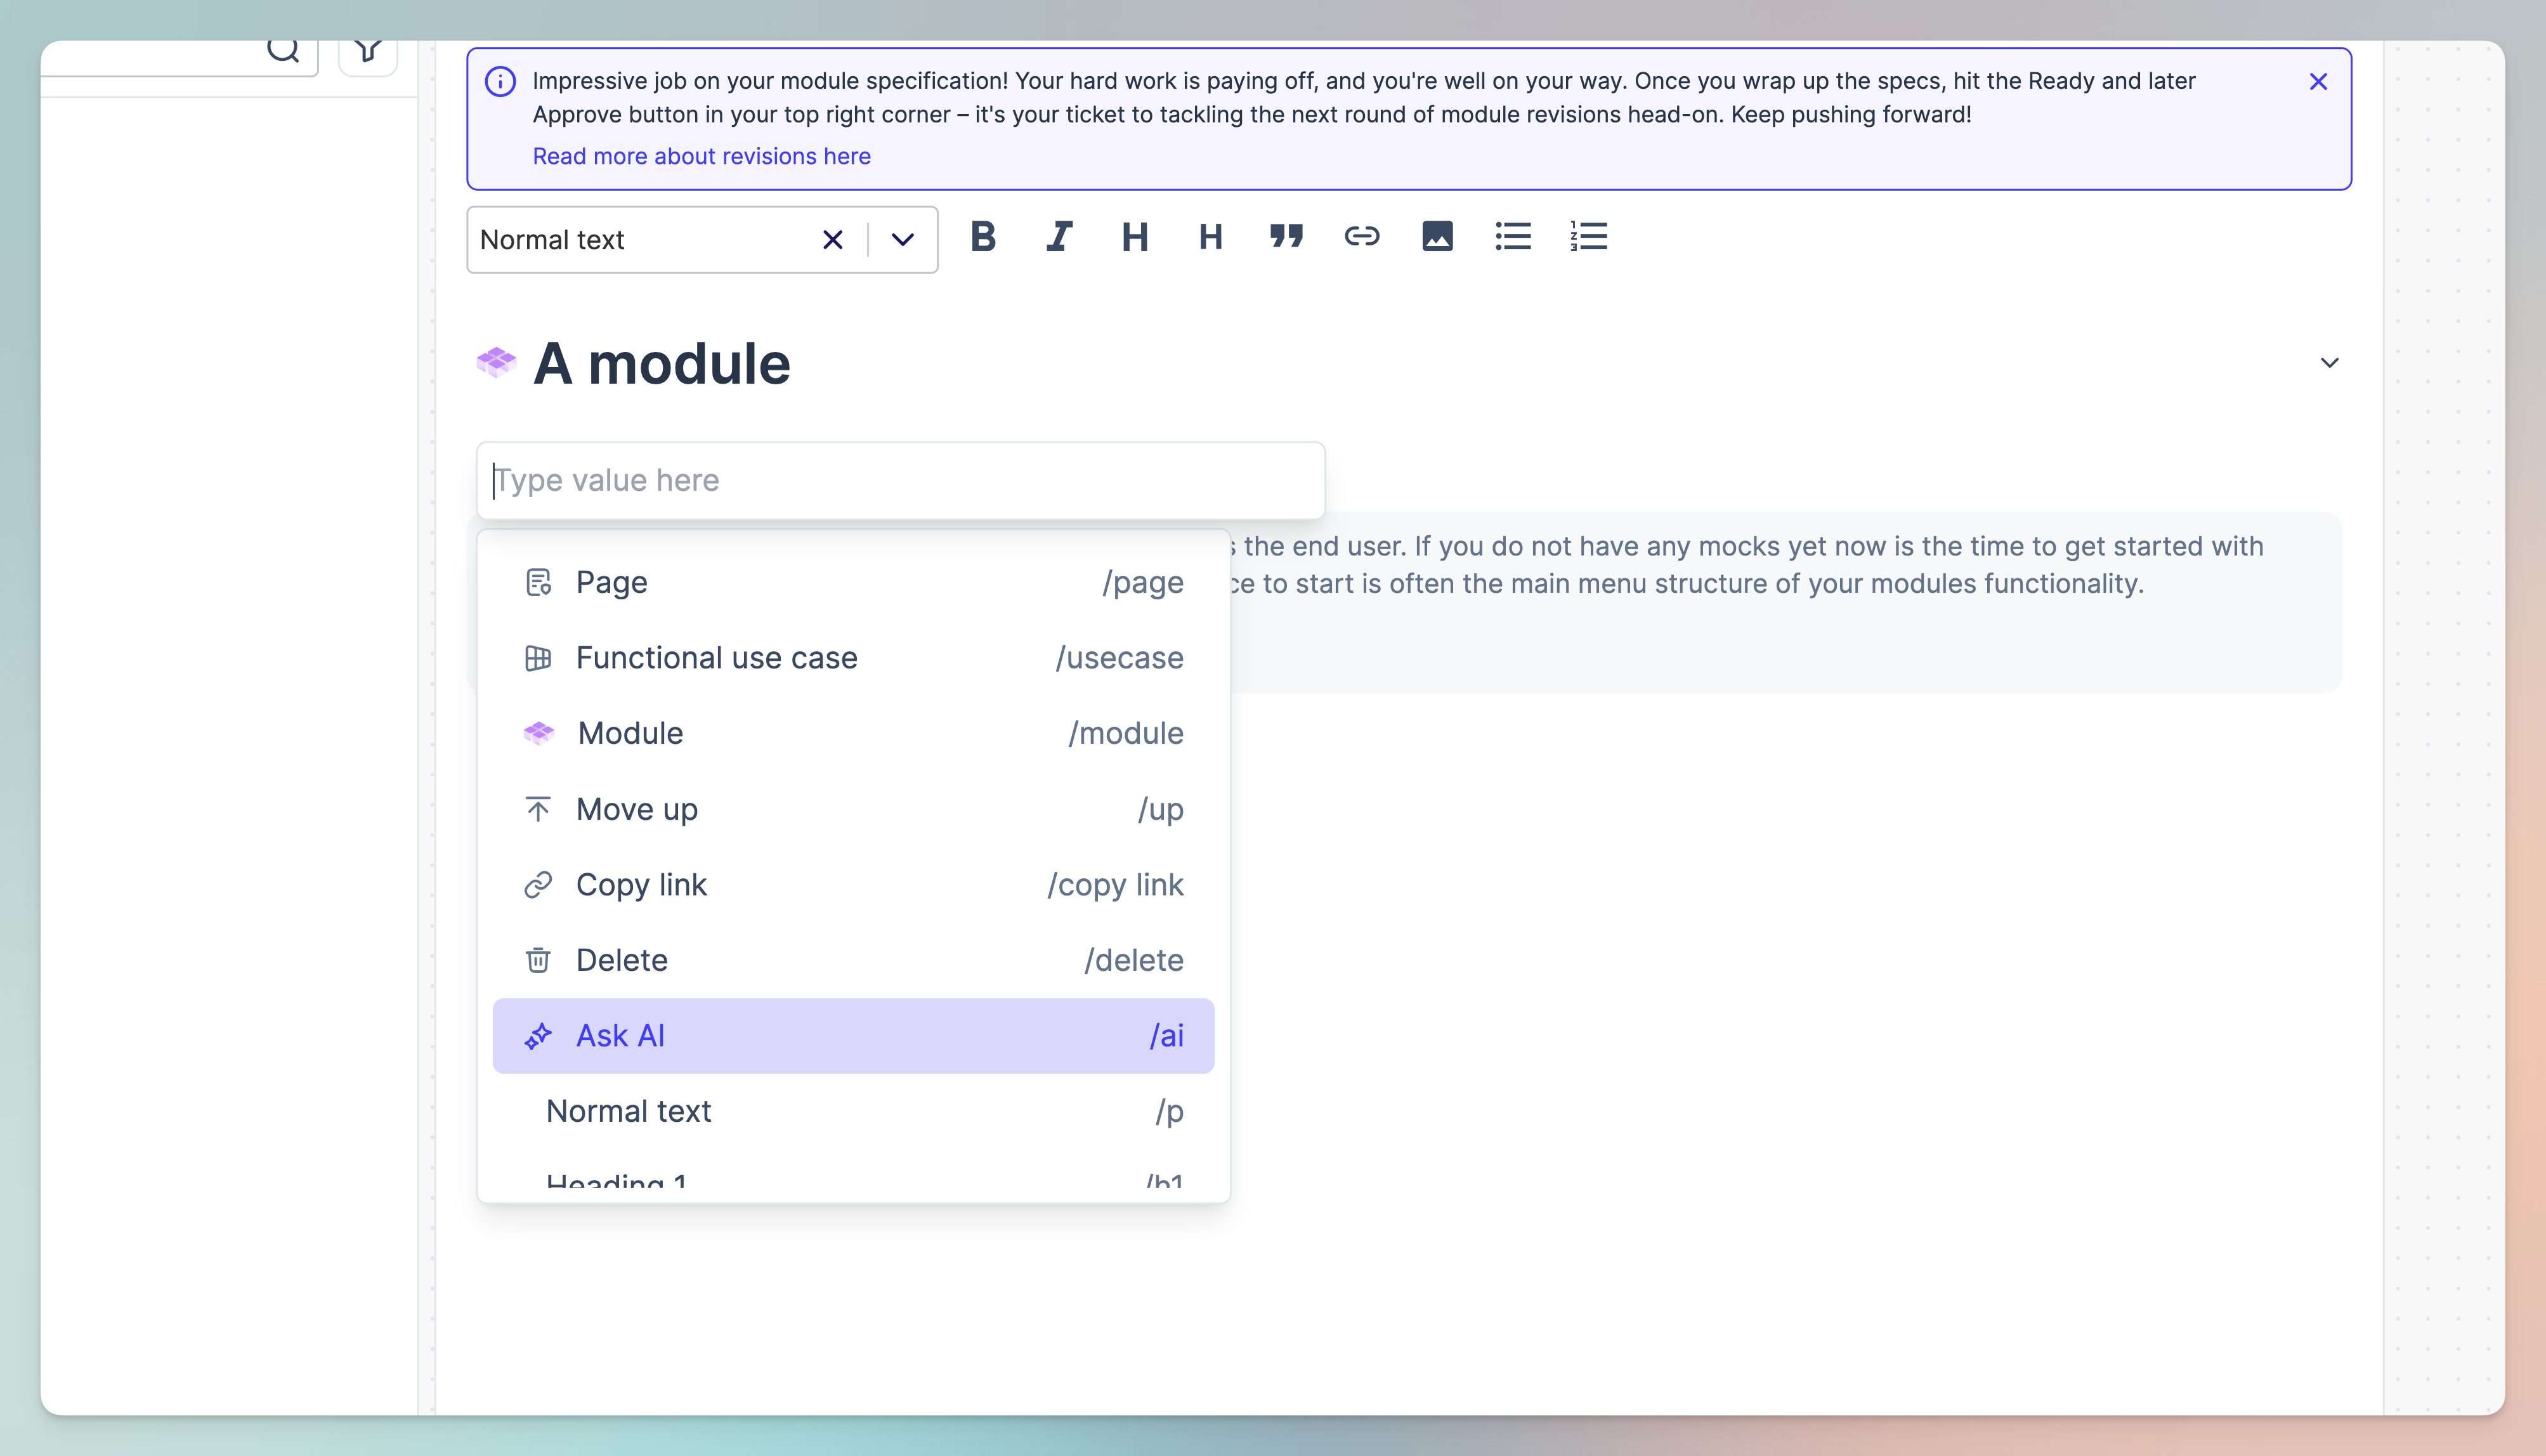 Impressive job on your module specification! Your hard work is paying off, and you're well on your way. Once you wrap up the specs, hit the Ready and later
Approve button in your top right corner – it's your ticket to tackling the next round of module revisions head-on. Keep pushing forward!
Read more about revisions here
Normal text
B I H H
A module
Type value here
the end user. If you do not have any mocks yet now is the time to get started with
to start is often the main menu structure of your modules functionality.
Page /page
Functional use case /usecase
Module /module
Move up /up
Copy link /copy link
Delete /delete
Ask AI /ai
Normal text /p
Heading 1 /h1